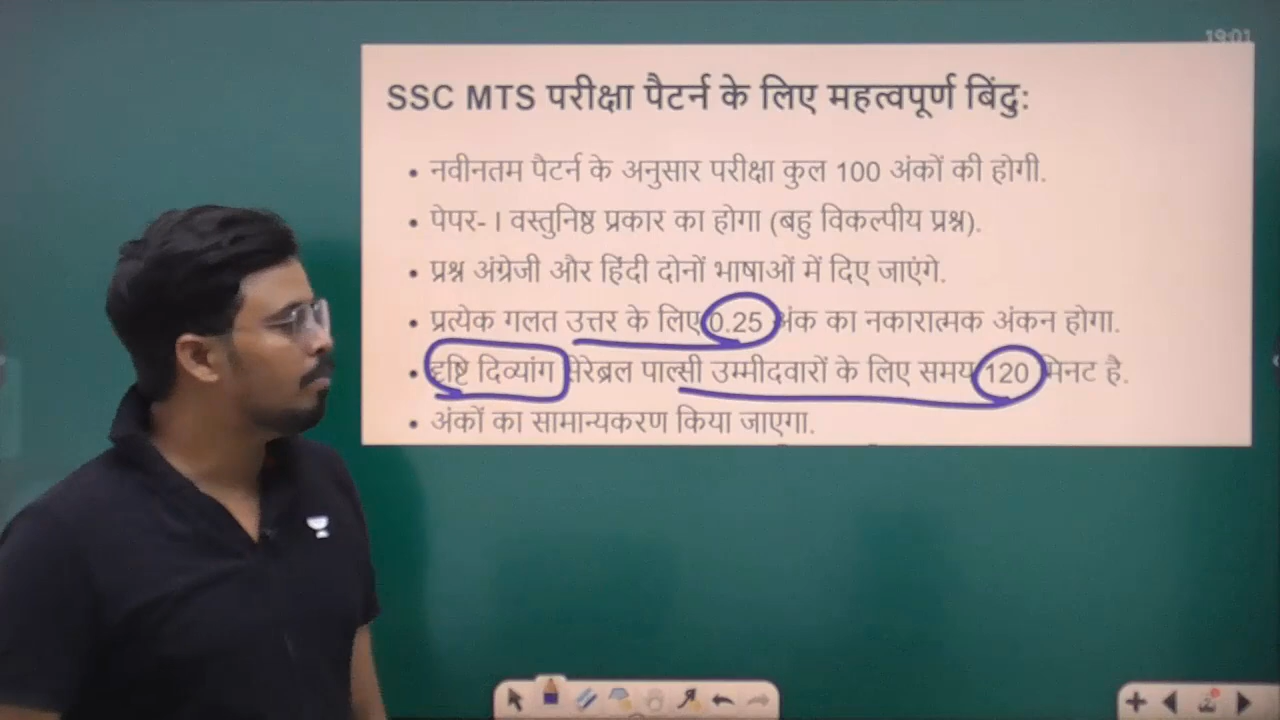 19:01
SSC MTS परीक्षा पैटर्न के लिए महत्वपूर्ण बिंदु:
• नवीनतम पैटर्न के अनुसार परीक्षा कुल 100 अंकों की होगी.
• पेपर- I वस्तुनिष्ठ प्रकार का होगा (बहु विकल्पीय प्रश्न).
• प्रश्न अंग्रेजी और हिंदी दोनों भाषाओं में दिए जाएंगे.
• प्रत्येक गलत उत्तर के लिए 0.25 अंक का नकारात्मक अंकन होगा.
• दृष्टि दिव्यांग सेरेब्रल पाल्सी उम्मीदवारों के लिए समय 120 मिनट है.
• अंकों का सामान्यकरण किया जाएगा.
2